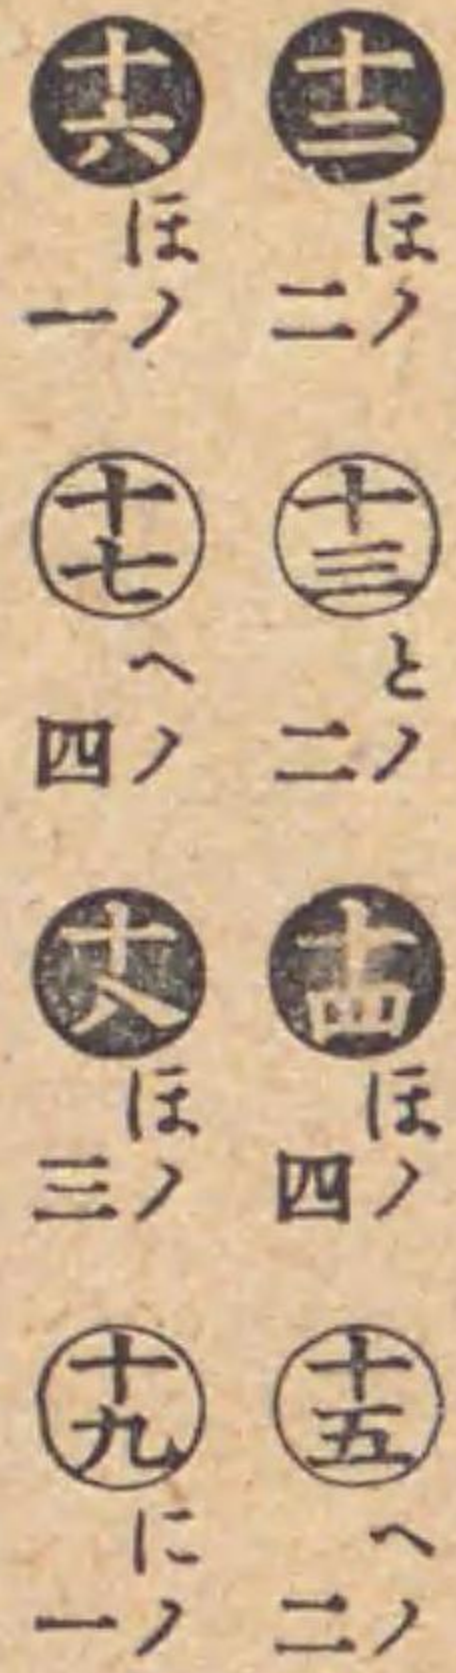 十二 ほノ二 十三 とノ二 十四 ほノ四 十五 へノ二
十六 ほノ一 十七 へノ四 十八 ほノ三 十九 にノ一